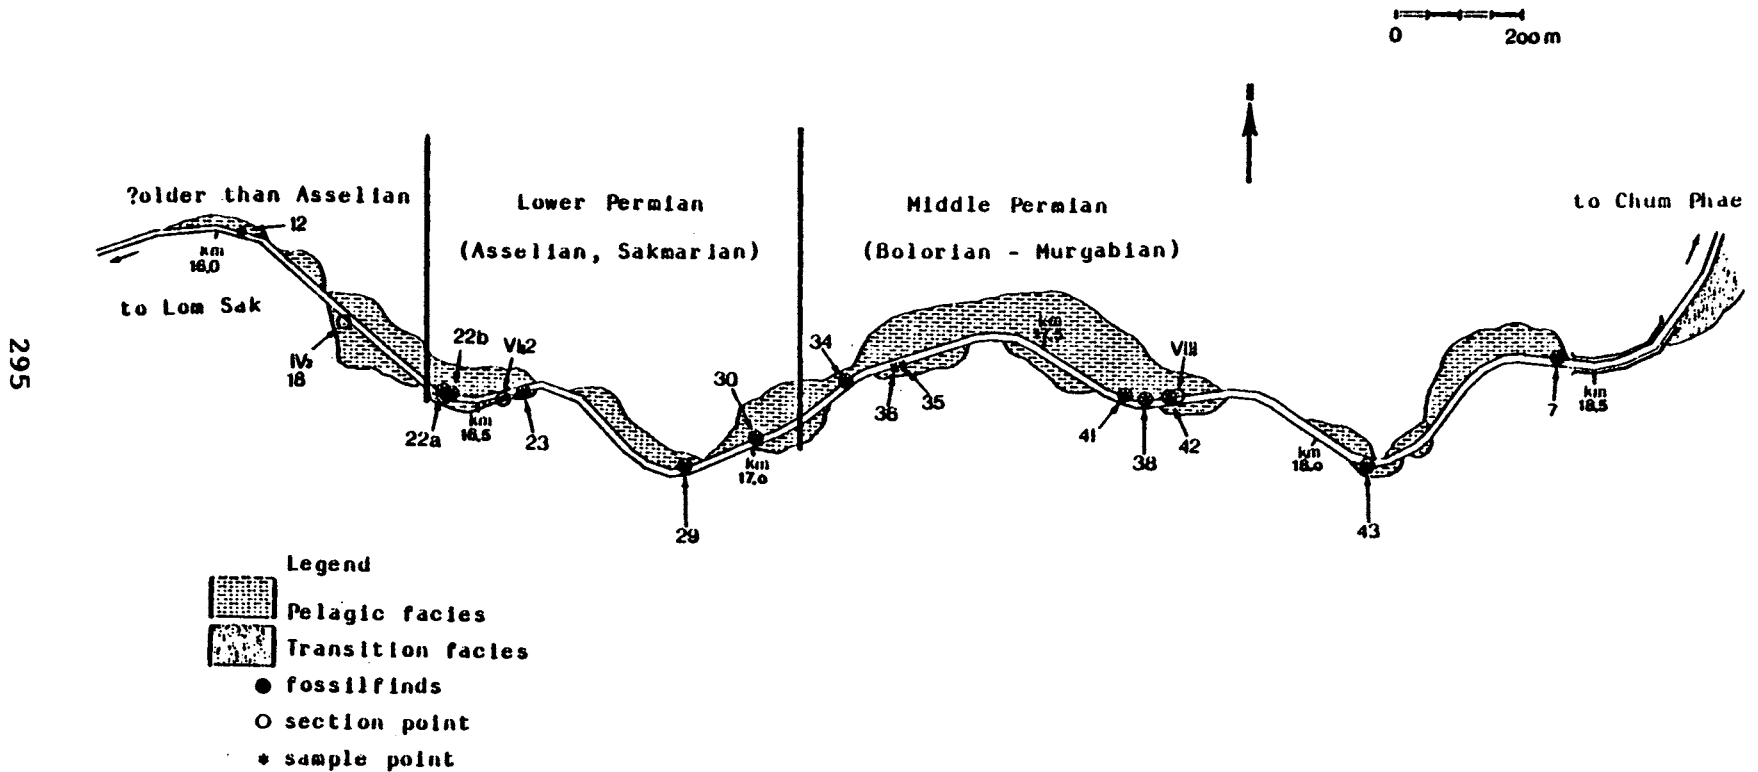 0 200 m
?older than Asselian
Lower Permian
(Asselian, Sakmarian)
Middle Permian
(Bolorian - Murgabian)
to Chum Phae
12
km
16,0
to Lom Sak
18
22b
22a
km
16,5
23
29
30
km
17,0
34
36
35
km
17,5
41
38
VIII
42
km
18,0
43
7
km
18,5
295
Legend
Pelagic facies
Transition facies
fossilfinds
section point
sample point